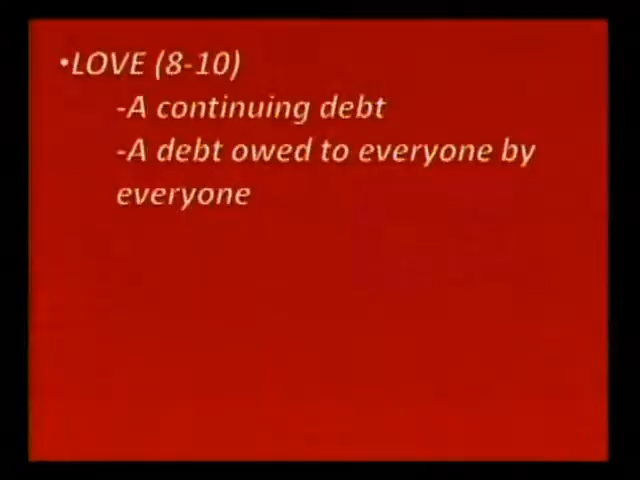 •LOVE (8-10)
-A continuing debt
-A debt owed to everyone by
everyone